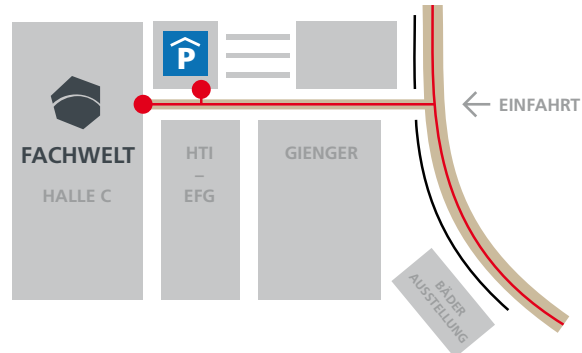 P
EINFAHRT
FACHWELT
HALLE C
HTI
–
EFG
GIENGER
BÄDER
AUSSTELLUNG